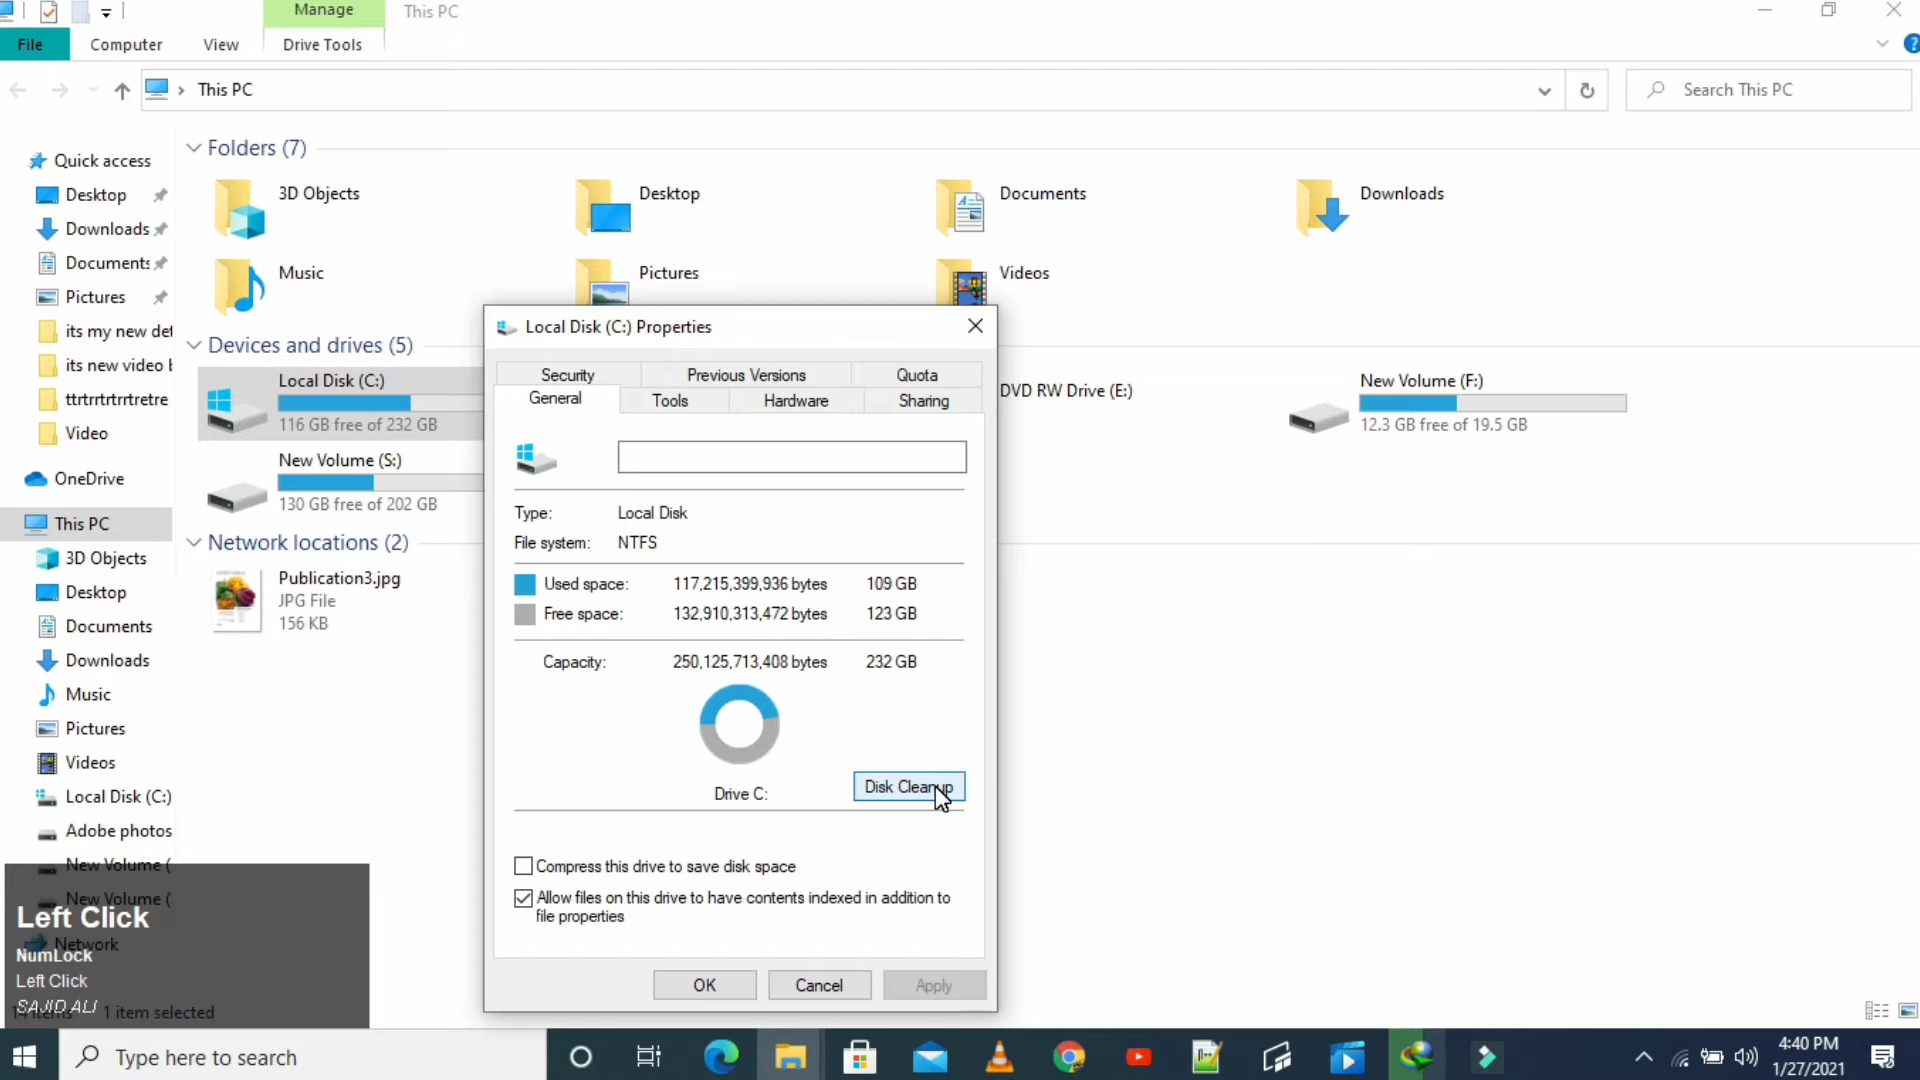 Manage
This PC
File
Computer
View
Drive Tools
This PC
Search This PC
Quick access
Desktop
Downloads
Documents
Pictures
its my new det
its new video b
ttrtrrtrtrrtretre
Video
OneDrive
This PC
3D Objects
Desktop
Documents
Downloads
Music
Pictures
Videos
Local Disk (C:)
Adobe photos
New Volume (
New Volume (
Network
Folders (7)
3D Objects
Desktop
Documents
Downloads
Music
Pictures
Videos
Devices and drives (5)
Local Disk (C:)
116 GB free of 232 GB
DVD RW Drive (E:)
New Volume (F:)
12.3 GB free of 19.5 GB
New Volume (S:)
130 GB free of 202 GB
Network locations (2)
Publication3.jpg
JPG File
156 KB
Local Disk (C:) Properties
Security
Previous Versions
Quota
General
Tools
Hardware
Sharing
Type: Local Disk
File system: NTFS
Used space: 117,215,399,936 bytes 109 GB
Free space: 132,910,313,472 bytes 123 GB
Capacity: 250,125,713,408 bytes 232 GB
Drive C:
Disk Cleanup
Compress this drive to save disk space
Allow files on this drive to have contents indexed in addition to
file properties
OK
Cancel
Apply
Left Click
NumLock
Left Click
SAJID ALI
14 items
1 item selected
Type here to search
4:40 PM
1/27/2021